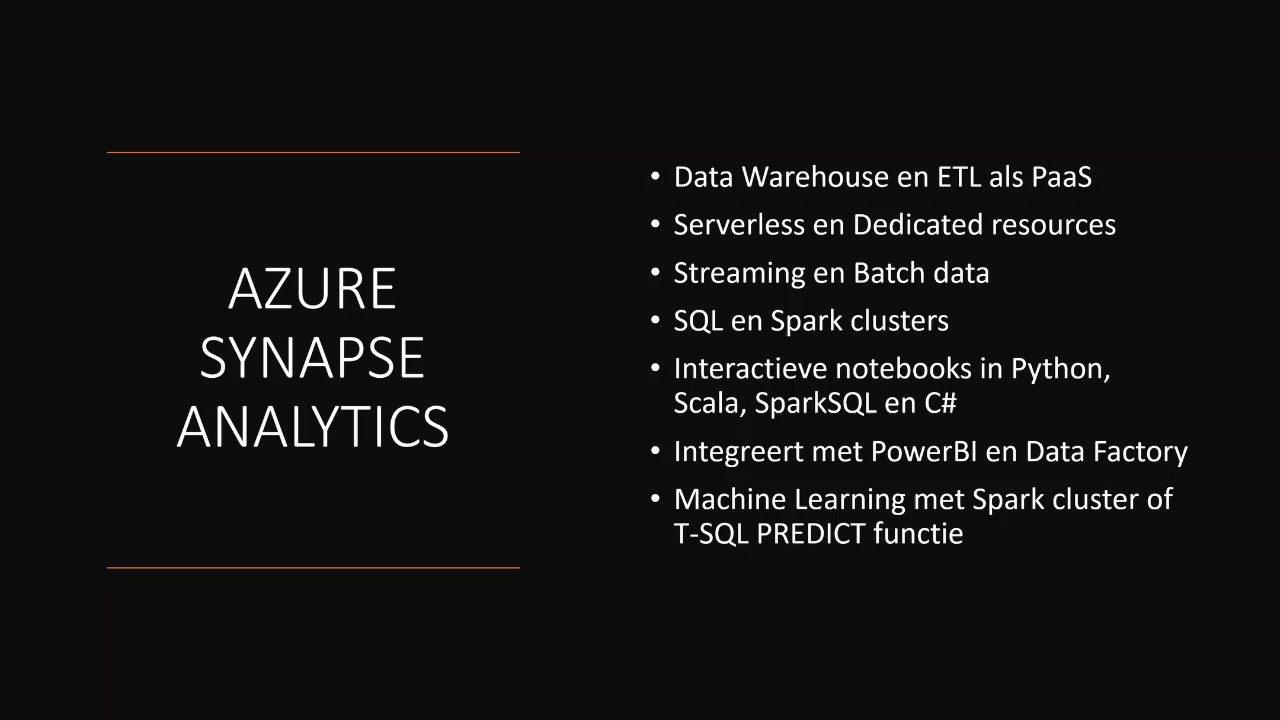 AZURE
SYNAPSE
ANALYTICS
• Data Warehouse en ETL als PaaS
• Serverless en Dedicated resources
• Streaming en Batch data
• SQL en Spark clusters
• Interactieve notebooks in Python,
Scala, SparkSQL en C#
• Integreert met PowerBI en Data Factory
• Machine Learning met Spark cluster of
T-SQL PREDICT functie